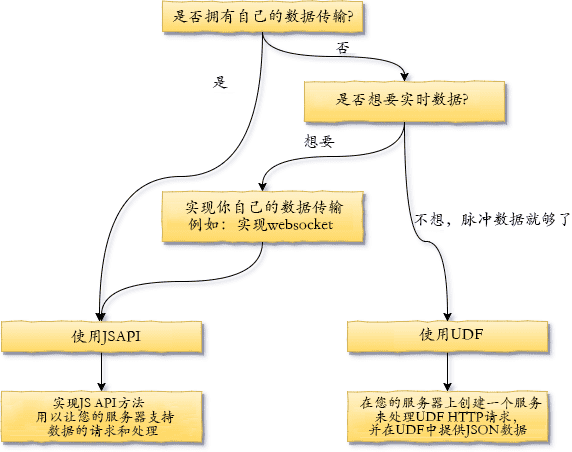 是否拥有自己的数据传输?
否
是
是否想要实时数据?
想要
实现你自己的数据传输
例如： 实现websocket
不想，脉冲数据就够了
使用JSAPI
使用UDF
实现JS API方法
用以让您的服务器支持
数据的请求和处理
在您的服务器上创建一个服务
来处理UDF HTTP请求，
并在UDF中提供JSON数据